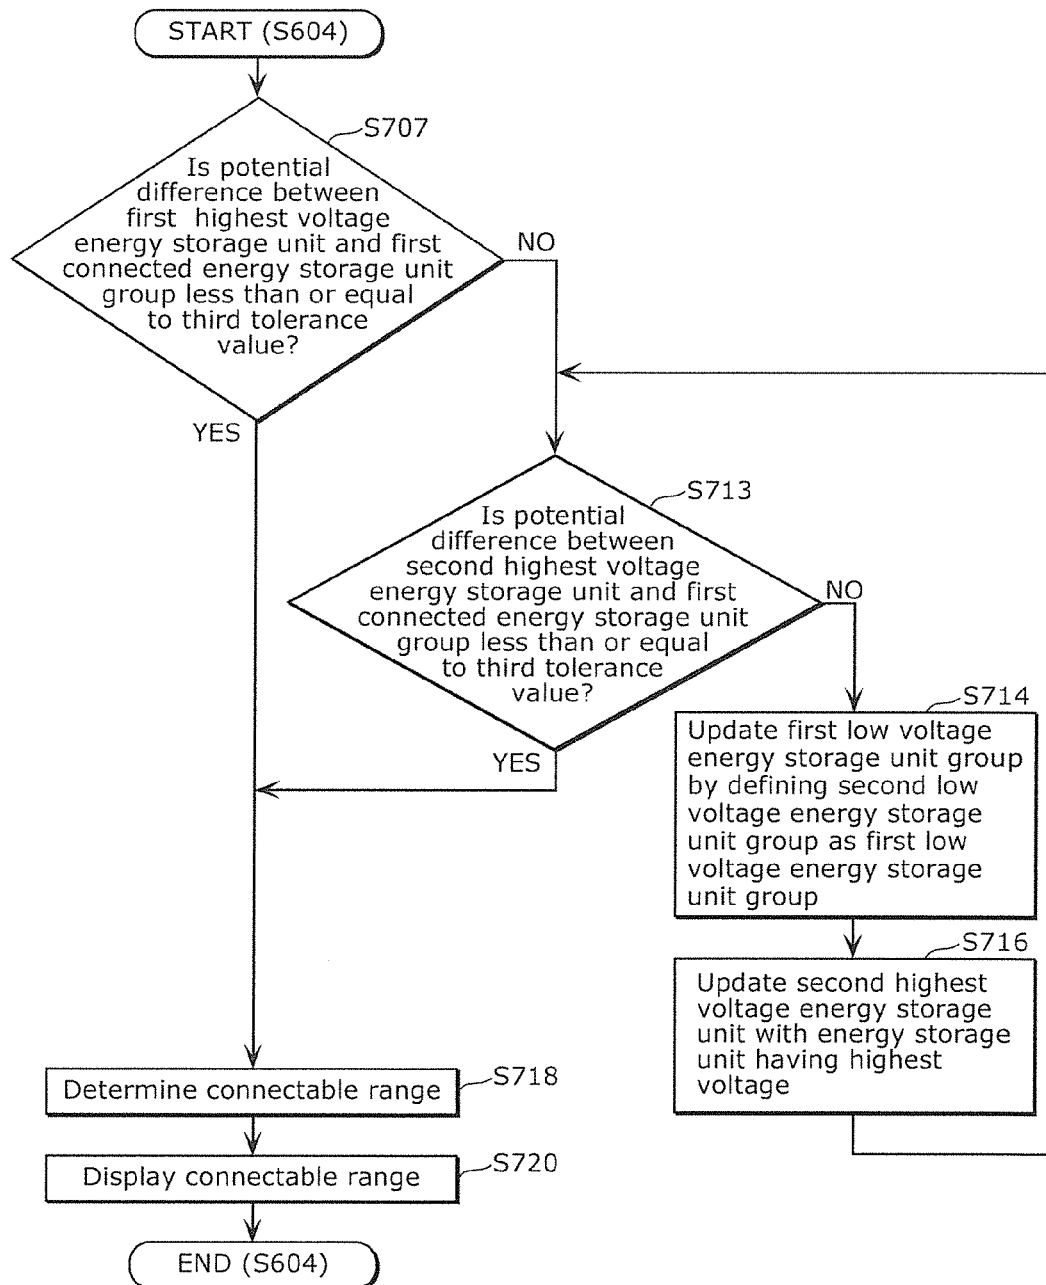 START (S604)
S707
Is potential
difference between
first highest voltage
energy storage unit and first
connected energy storage unit
group less than or equal
to third tolerance
value?
NO
YES
S713
Is potential
difference between
second highest voltage
energy storage unit and first
connected energy storage unit
group less than or equal
to third tolerance
value?
NO
YES
S714
Update first low voltage
energy storage unit group
by defining second low
voltage energy storage
unit group as first low
voltage energy storage
unit group
S716
Update second highest
voltage energy storage
unit with energy storage
unit having highest
voltage
Determine connectable range
S718
Display connectable range
S720
END (S604)